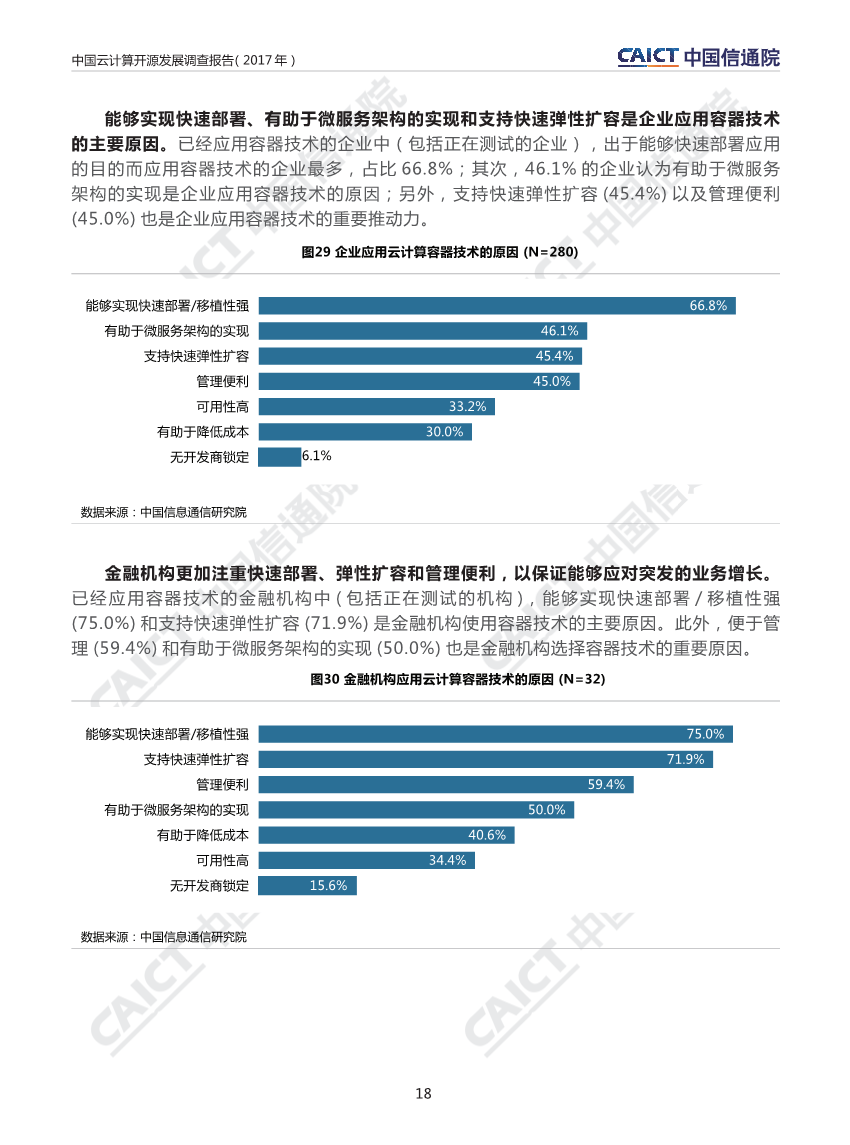 中国云计算开源发展调查报告( 2017 年 )
CAICT 中国信通院
能够实现快速部署、有助于微服务架构的实现和支持快速弹性扩容是企业应用容器技术
的主要原因。已经应用容器技术的企业中 ( 包括正在测试的企业 ) ，出于能够快速部署应用
的目的而应用容器技术的企业最多，占比 66.8%；其次，46.1% 的企业认为有助于微服务
架构的实现是企业应用容器技术的原因；另外，支持快速弹性扩容 (45.4%) 以及管理便利
(45.0%) 也是企业应用容器技术的重要推动力。
图29 企业应用云计算容器技术的原因 (N=280)
能够实现快速部署/移植性强 66.8%
有助于微服务架构的实现 46.1%
支持快速弹性扩容 45.4%
管理便利 45.0%
可用性高 33.2%
有助于降低成本 30.0%
无开发商锁定 6.1%
数据来源：中国信息通信研究院
金融机构更加注重快速部署、弹性扩容和管理便利，以保证能够应对突发的业务增长。
已经应用容器技术的金融机构中 ( 包括正在测试的机构 )，能够实现快速部署 / 移植性强
(75.0%) 和支持快速弹性扩容 (71.9%) 是金融机构使用容器技术的主要原因。此外，便于管
理 (59.4%) 和有助于微服务架构的实现 (50.0%) 也是金融机构选择容器技术的重要原因。
图30 金融机构应用云计算容器技术的原因 (N=32)
能够实现快速部署/移植性强 75.0%
支持快速弹性扩容 71.9%
管理便利 59.4%
有助于微服务架构的实现 50.0%
有助于降低成本 40.6%
可用性高 34.4%
无开发商锁定 15.6%
数据来源：中国信息通信研究院
18